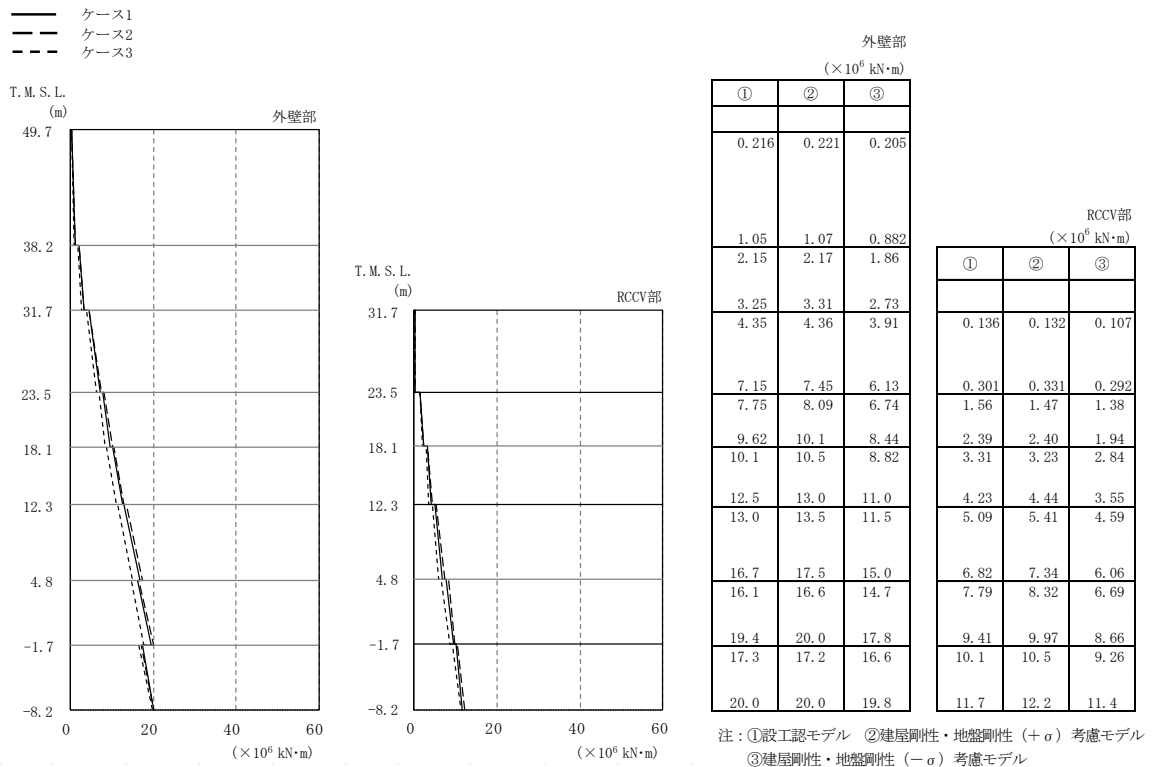 ケース1
ケース2
ケース3
T.M.S.L.
(m)
外壁部
49.7
38.2
31.7
23.5
18.1
12.3
4.8
-1.7
-8.2
0 20 40 60
(×10⁶ kN・m)
T.M.S.L.
(m)
RCCV部
31.7
23.5
18.1
12.3
4.8
-1.7
-8.2
0 20 40 60
(×10⁶ kN・m)
外壁部
(×10⁶ kN・m)
① ② ③
0.216 0.221 0.205
1.05 1.07 0.882
2.15 2.17 1.86
3.25 3.31 2.73
4.35 4.36 3.91
7.15 7.45 6.13
7.75 8.09 6.74
9.62 10.1 8.44
10.1 10.5 8.82
12.5 13.0 11.0
13.0 13.5 11.5
16.7 17.5 15.0
16.1 16.6 14.7
19.4 20.0 17.8
17.3 17.2 16.6
20.0 20.0 19.8
RCCV部
(×10⁶ kN・m)
① ② ③
0.136 0.132 0.107
0.301 0.331 0.292
1.56 1.47 1.38
2.39 2.40 1.94
3.31 3.23 2.84
4.23 4.44 3.55
5.09 5.41 4.59
6.82 7.34 6.06
7.79 8.32 6.69
9.41 9.97 8.66
10.1 10.5 9.26
11.7 12.2 11.4
注:①設工認モデル ②建屋剛性・地盤剛性(+σ)考慮モデル
③建屋剛性・地盤剛性(-σ)考慮モデル